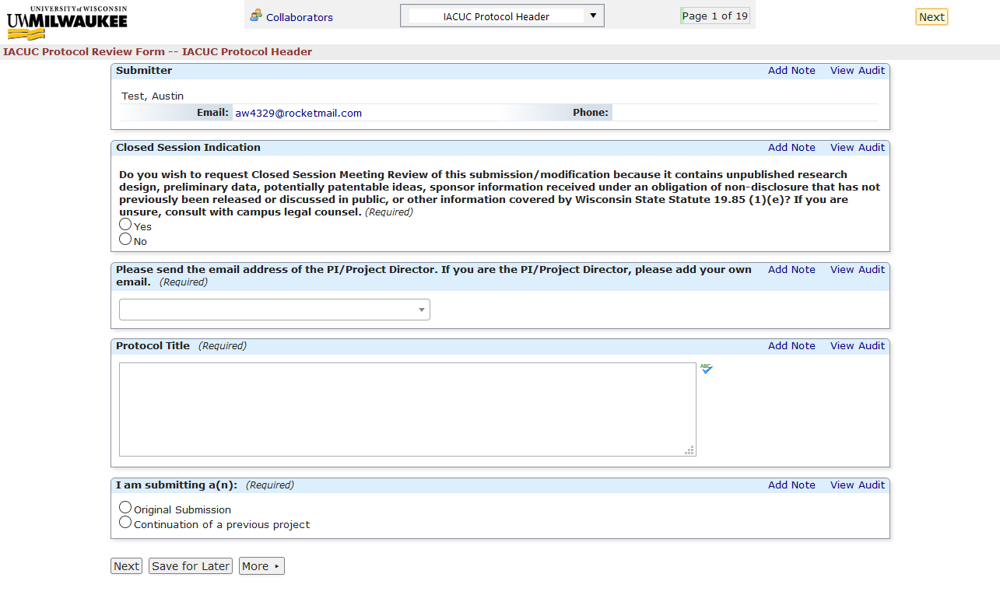 UNIVERSITY of WISCONSIN
UWMILWAUKEE
Collaborators
IACUC Protocol Header
Page 1 of 19
Next
IACUC Protocol Review Form -- IACUC Protocol Header
Submitter Add Note View Audit
Test, Austin
Email: aw4329@rocketmail.com Phone:
Closed Session Indication Add Note View Audit
Do you wish to request Closed Session Meeting Review of this submission/modification because it contains unpublished research
design, preliminary data, potentially patentable ideas, sponsor information received under an obligation of non-disclosure that has not
previously been released or discussed in public, or other information covered by Wisconsin State Statute 19.85 (1)(e)? If you are
unsure, consult with campus legal counsel. (Required)
Yes
No
Please send the email address of the PI/Project Director. If you are the PI/Project Director, please add your own Add Note View Audit
email. (Required)
Protocol Title (Required) Add Note View Audit
ABC
I am submitting a(n): (Required) Add Note View Audit
Original Submission
Continuation of a previous project
Next Save for Later More